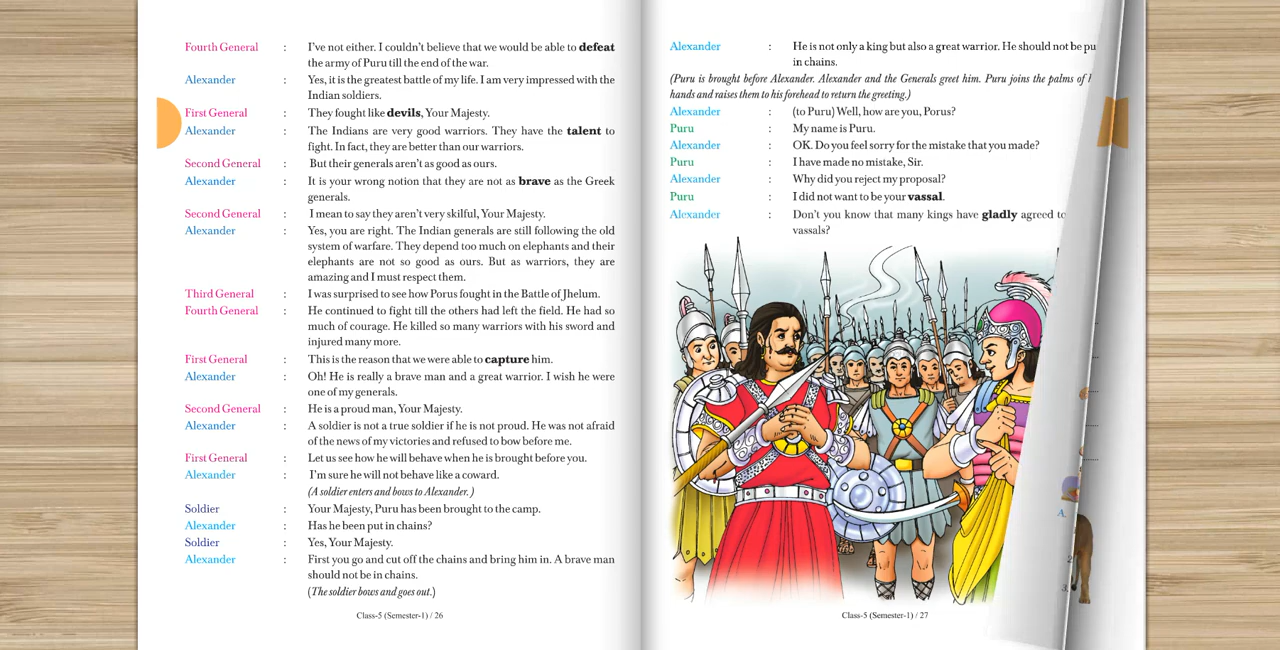 Fourth General : I've not either. I couldn't believe that we would be able to defeat
the army of Puru till the end of the war.
Alexander : Yes, it is the greatest battle of my life. I am very impressed with the
Indian soldiers.
First General : They fought like devils, Your Majesty.
Alexander : The Indians are very good warriors. They have the talent to
fight. In fact, they are better than our warriors.
Second General : But their generals aren't as good as ours.
Alexander : It is your wrong notion that they are not as brave as the Greek
generals.
Second General : I mean to say they aren't very skilful, Your Majesty.
Alexander : Yes, you are right. The Indian generals are still following the old
system of warfare. They depend too much on elephants and their
elephants are not so good as ours. But as warriors, they are
amazing and I must respect them.
Third General : I was surprised to see how Porus fought in the Battle of Jhelum.
Fourth General : He continued to fight till the others had left the field. He had so
much of courage. He killed so many warriors with his sword and
injured many more.
First General : This is the reason that we were able to capture him.
Alexander : Oh! He is really a brave man and a great warrior. I wish he were
one of my generals.
Second General : He is a proud man, Your Majesty.
Alexander : A soldier is not a true soldier if he is not proud. He was not afraid
of the news of my victories and refused to bow before me.
First General : Let us see how he will behave when he is brought before you.
Alexander : I'm sure he will not behave like a coward.
(A soldier enters and bows to Alexander. )
Soldier : Your Majesty, Puru has been brought to the camp.
Alexander : Has he been put in chains?
Soldier : Yes, Your Majesty.
Alexander : First you go and cut off the chains and bring him in. A brave man
should not be in chains.
(The soldier bows and goes out.)
Class-5 (Semester-1) / 26
Alexander : He is not only a king but also a great warrior. He should not be pu
in chains.
(Puru is brought before Alexander. Alexander and the Generals greet him. Puru joins the palms of
hands and raises them to his forehead to return the greeting.)
Alexander : (to Puru) Well, how are you, Porus?
Puru : My name is Puru.
Alexander : OK. Do you feel sorry for the mistake that you made?
Puru : I have made no mistake, Sir.
Alexander : Why did you reject my proposal?
Puru : I did not want to be your vassal.
Alexander : Don't you know that many kings have gladly agreed to
vassals?
Class-5 (Semester-1) / 27
A.
2
3.